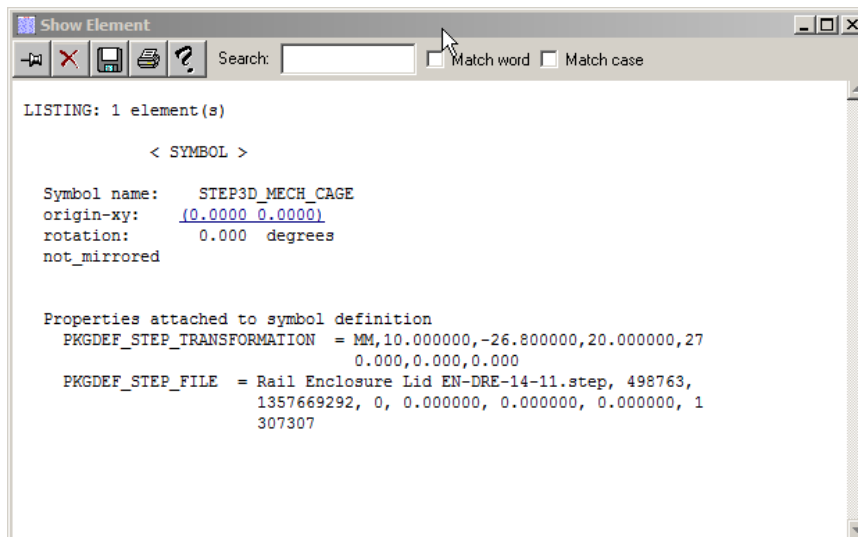 Show Element
Search: Match word Match case
LISTING: 1 element(s)
< SYMBOL >
Symbol name: STEP3D_MECH_CAGE
origin-xy: (0.0000 0.0000)
rotation: 0.000 degrees
not_mirrored
Properties attached to symbol definition
PKGDEF_STEP_TRANSFORMATION = MM,10.000000,-26.800000,20.000000,27
0.000,0.000,0.000
PKGDEF_STEP_FILE = Rail Enclosure Lid EN-DRE-14-11.step, 498763,
1357669292, 0, 0.000000, 0.000000, 0.000000, 1
307307